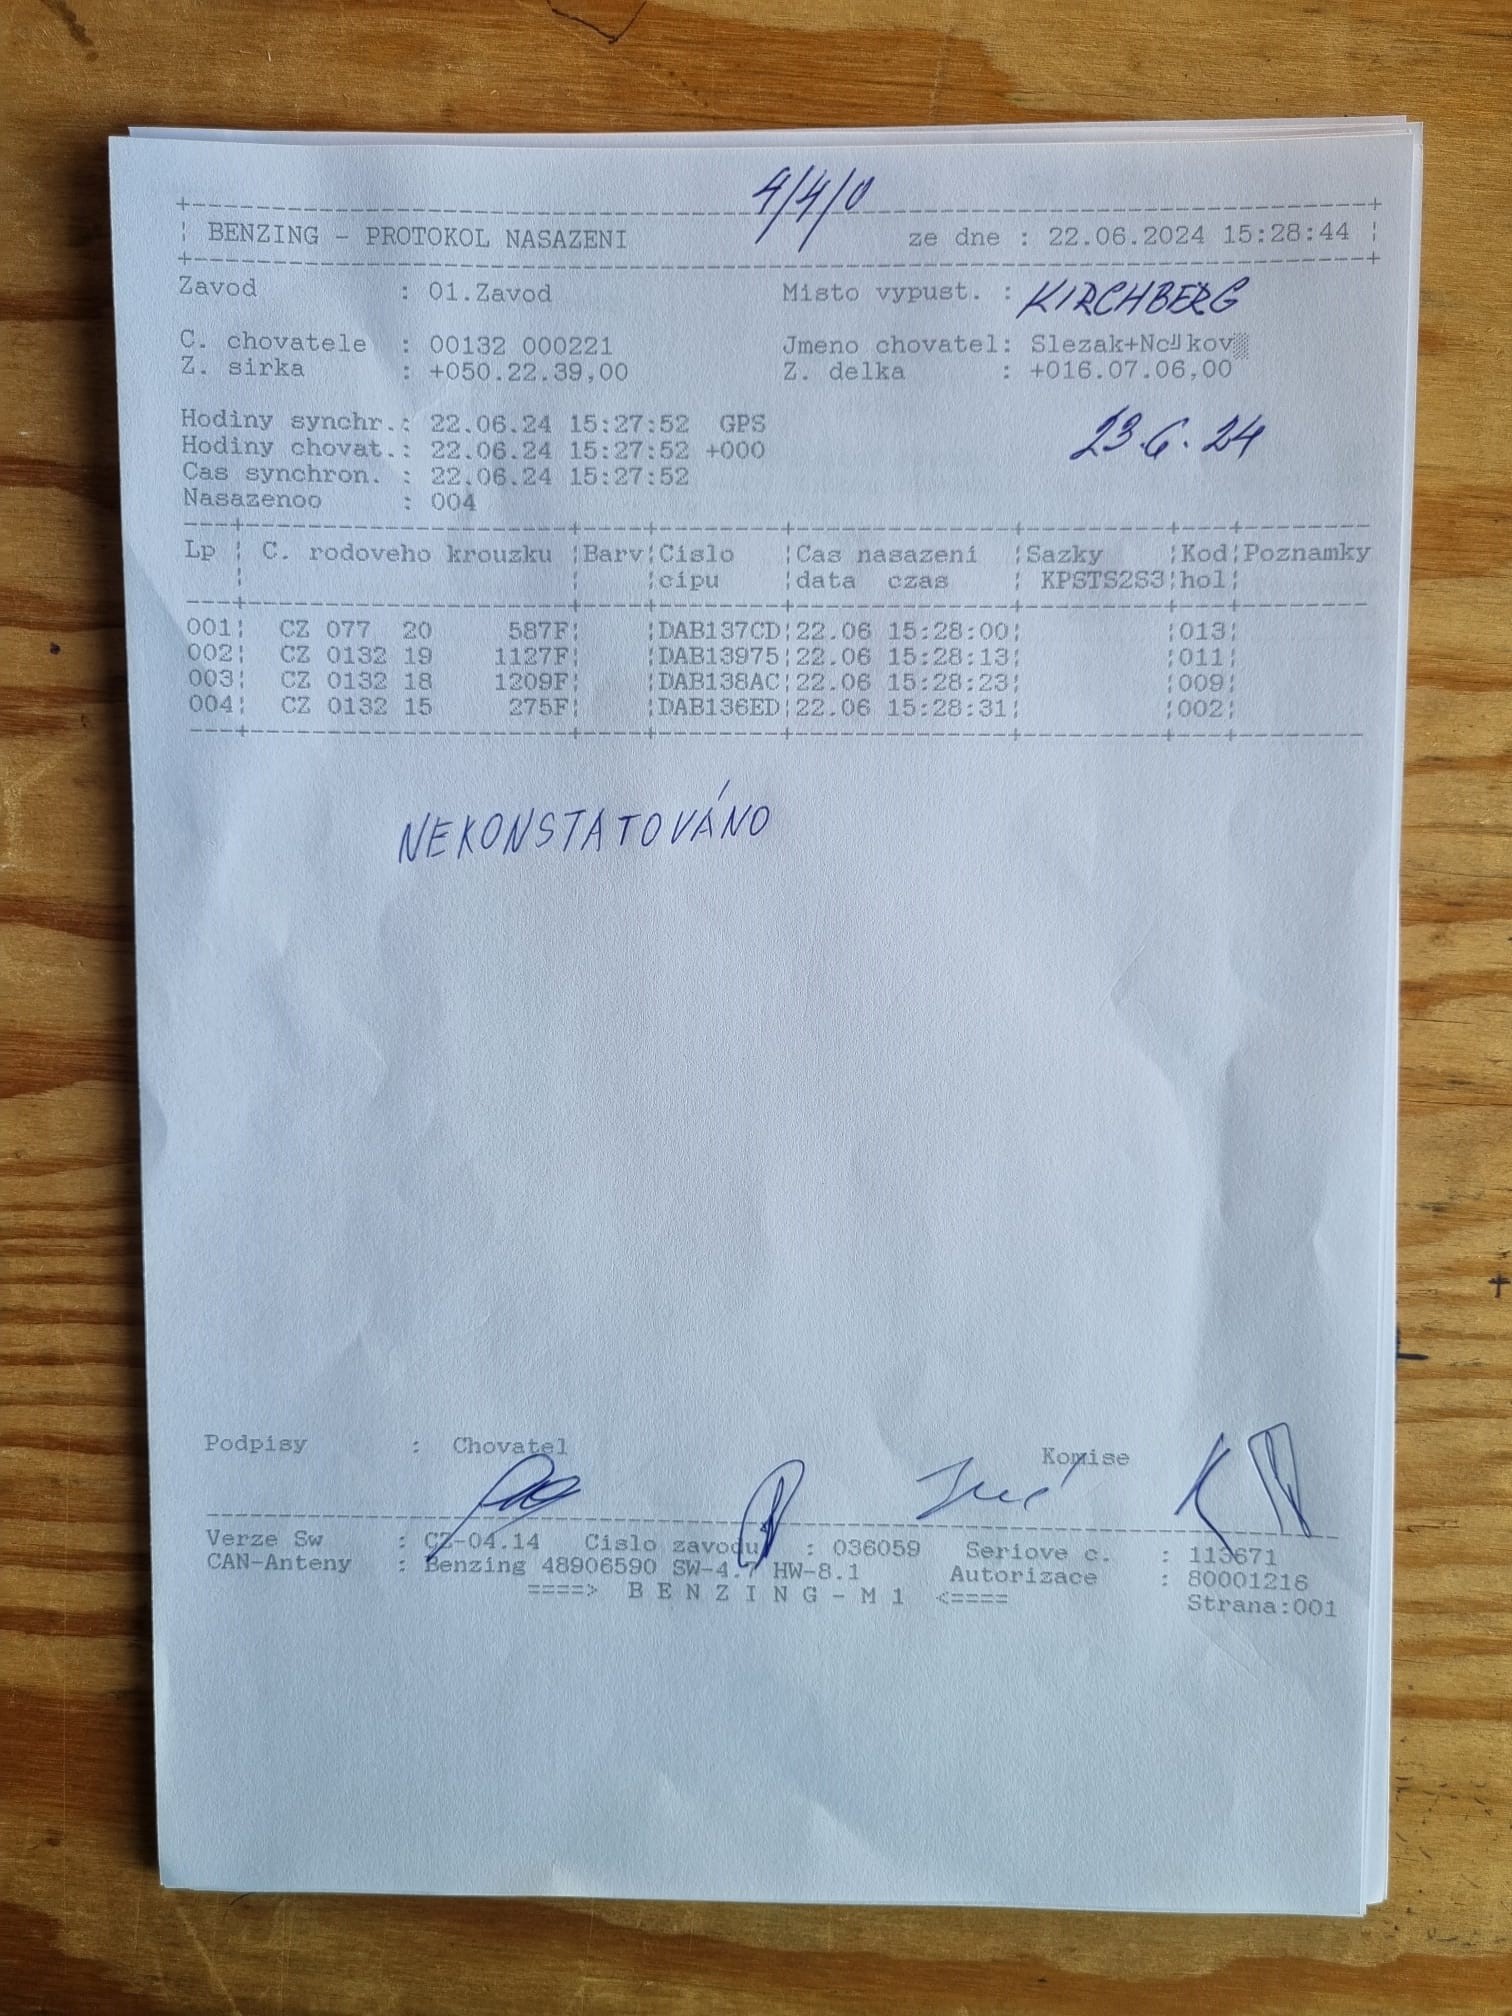 4/4/0
BENZING - PROTOKOL NASAZENI ze dne : 22.06.2024 15:28:44
Zavod : 01.Zavod Misto vypust. : KIRCHBERG
C. chovatele : 00132 000221 Jmeno chovatel: Slezak+Nc╜kov▒
Z. sirka : +050.22.39,00 Z. delka : +016.07.06,00
Hodiny synchr.: 22.06.24 15:27:52 GPS
23.6.24
Hodiny chovat.: 22.06.24 15:27:52 +000
Cas synchron. : 22.06.24 15:27:52
Nasazenoo : 004
Lp ¦ C. rodoveho krouzku ¦Barv¦Cislo ¦Cas nasazeni ¦Sazky ¦Kod¦Poznamky
¦ ¦ ¦cipu ¦data czas ¦ KPSTS2S3¦hol¦
001¦ CZ 077 20 587F¦ ¦DAB137CD¦22.06 15:28:00¦ ¦013¦
002¦ CZ 0132 19 1127F¦ ¦DAB13975¦22.06 15:28:13¦ ¦011¦
003¦ CZ 0132 18 1209F¦ ¦DAB138AC¦22.06 15:28:23¦ ¦009¦
004¦ CZ 0132 15 275F¦ ¦DAB136ED¦22.06 15:28:31¦ ¦002¦
NEKONSTATOVÁNO
Podpisy : Chovatel Komise
Verze Sw : CZ-04.14 Cislo zavodu : 036059 Seriove c. : 113671
CAN-Anteny : Benzing 48906590 SW-4.7 HW-8.1 Autorizace : 80001216
====> B E N Z I N G - M 1 <==== Strana:001